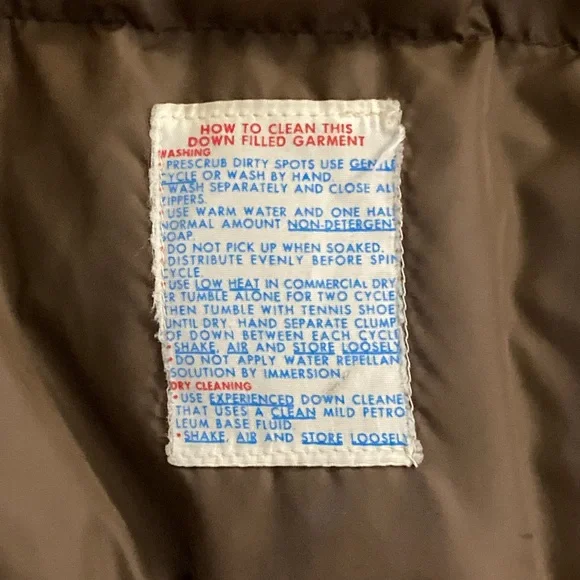 HOW TO CLEAN THIS
DOWN FILLED GARMENT
WASHING
PRESCRUB DIRTY SPOTS USE GENTLE
CYCLE OR WASH BY HAND.
WASH SEPARATELY AND CLOSE ALL
IPPERS.
USE WARM WATER AND ONE HAL
NORMAL AMOUNT NON-DETERGENT
SOAP.
DO NOT PICK UP WHEN SOAKED.
DISTRIBUTE EVENLY BEFORE SPIN
CYCLE.
USE LOW HEAT IN COMMERCIAL DRY
ER TUMBLE ALONE FOR TWO CYCLE
THEN TUMBLE WITH TENNIS SHOE
UNTIL DRY. HAND SEPARATE CLUMP
OF DOWN BETWEEN EACH CYCL
• SHAKE, AIR AND STORE LOOSELY
• DO NOT APPLY WATER REPELLAN
SOLUTION BY IMMERSION.
DRY CLEANING
• USE EXPERIENCED DOWN CLEANE
THAT USES A CLEAN MILD PETRO
LEUM BASE FLUID.
• SHAKE, AIR AND STORE LOOSELY